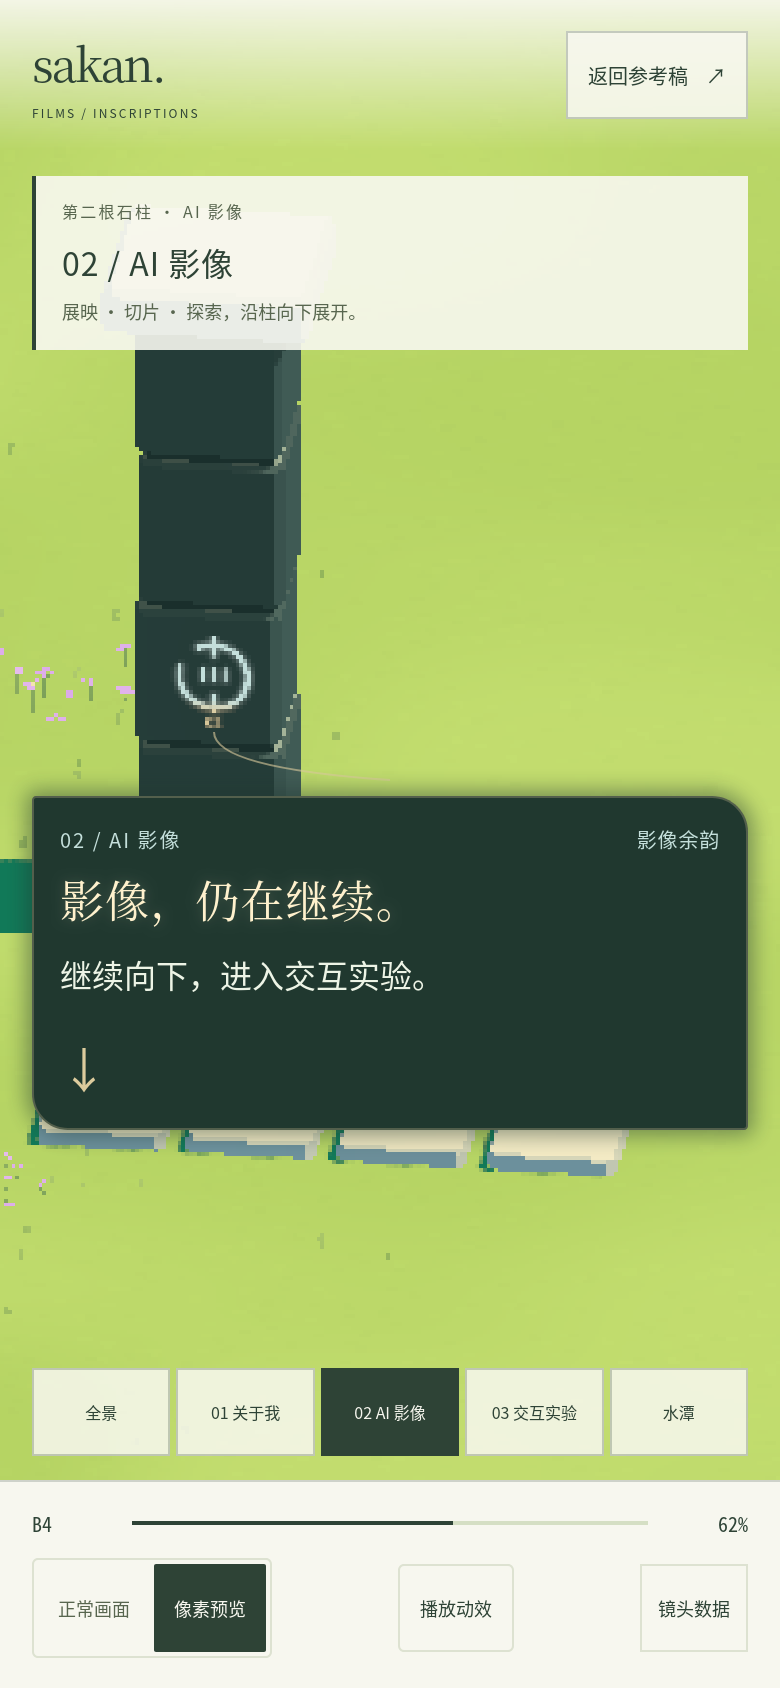 sakan.
FILMS / INSCRIPTIONS
返回参考稿 ↗
第二根石柱 · AI 影像
02 / AI 影像
展映 · 切片 · 探索，沿柱向下展开。
02 / AI 影像
影像余韵
影像，仍在继续。
继续向下，进入交互实验。
↓
全景
01 关于我
02 AI 影像
03 交互实验
水潭
B4
62%
正常画面
像素预览
播放动效
镜头数据